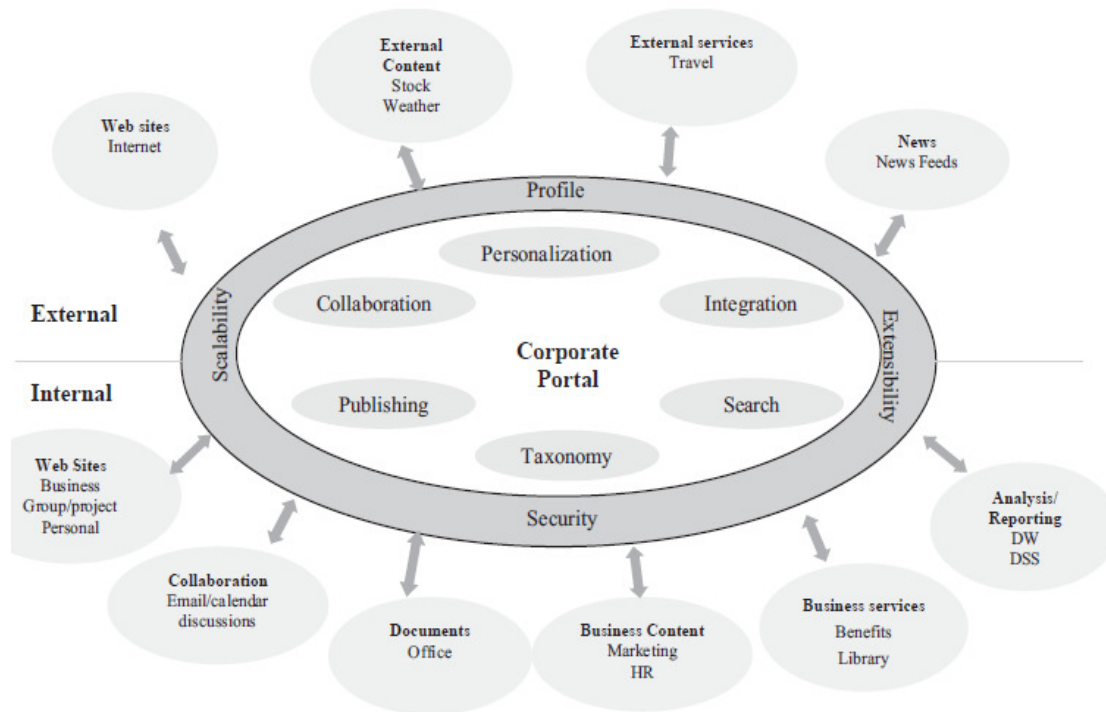 External
Content
Stock
Weather
External services
Travel
Web sites
Internet
News
News Feeds
Profile
Personalization
Collaboration
Integration
Scalability
Extensibility
External
Corporate
Portal
Internal
Publishing
Search
Taxonomy
Security
Web Sites
Business
Group/project
Personal
Collaboration
Email/calendar
discussions
Documents
Office
Business Content
Marketing
HR
Business services
Benefits
Library
Analysis/
Reporting
DW
DSS